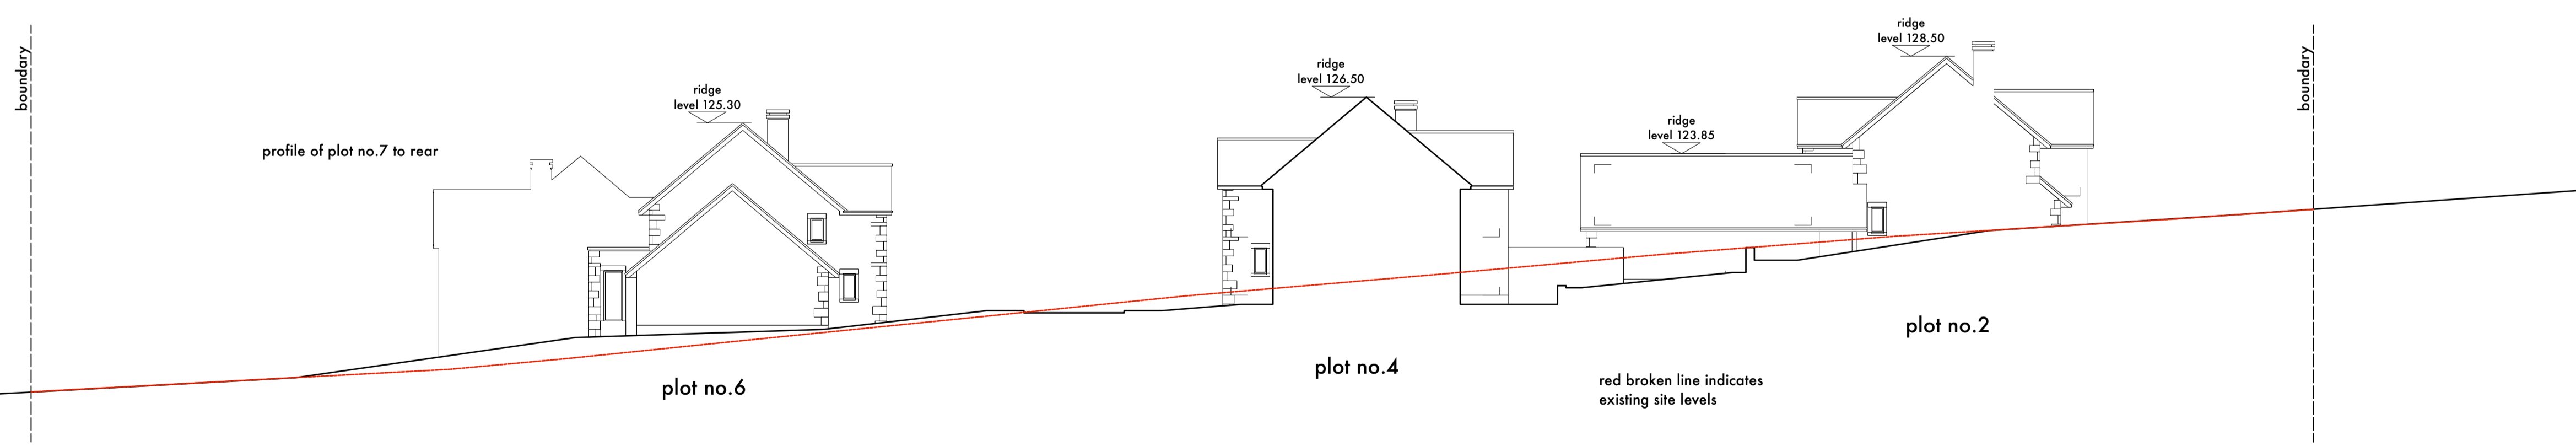 boundary
profile of plot no.7 to rear
ridge
level 125.30
plot no.6
ridge
level 126.50
plot no.4
ridge
level 123.85
red broken line indicates
existing site levels
ridge
level 128.50
plot no.2
boundary